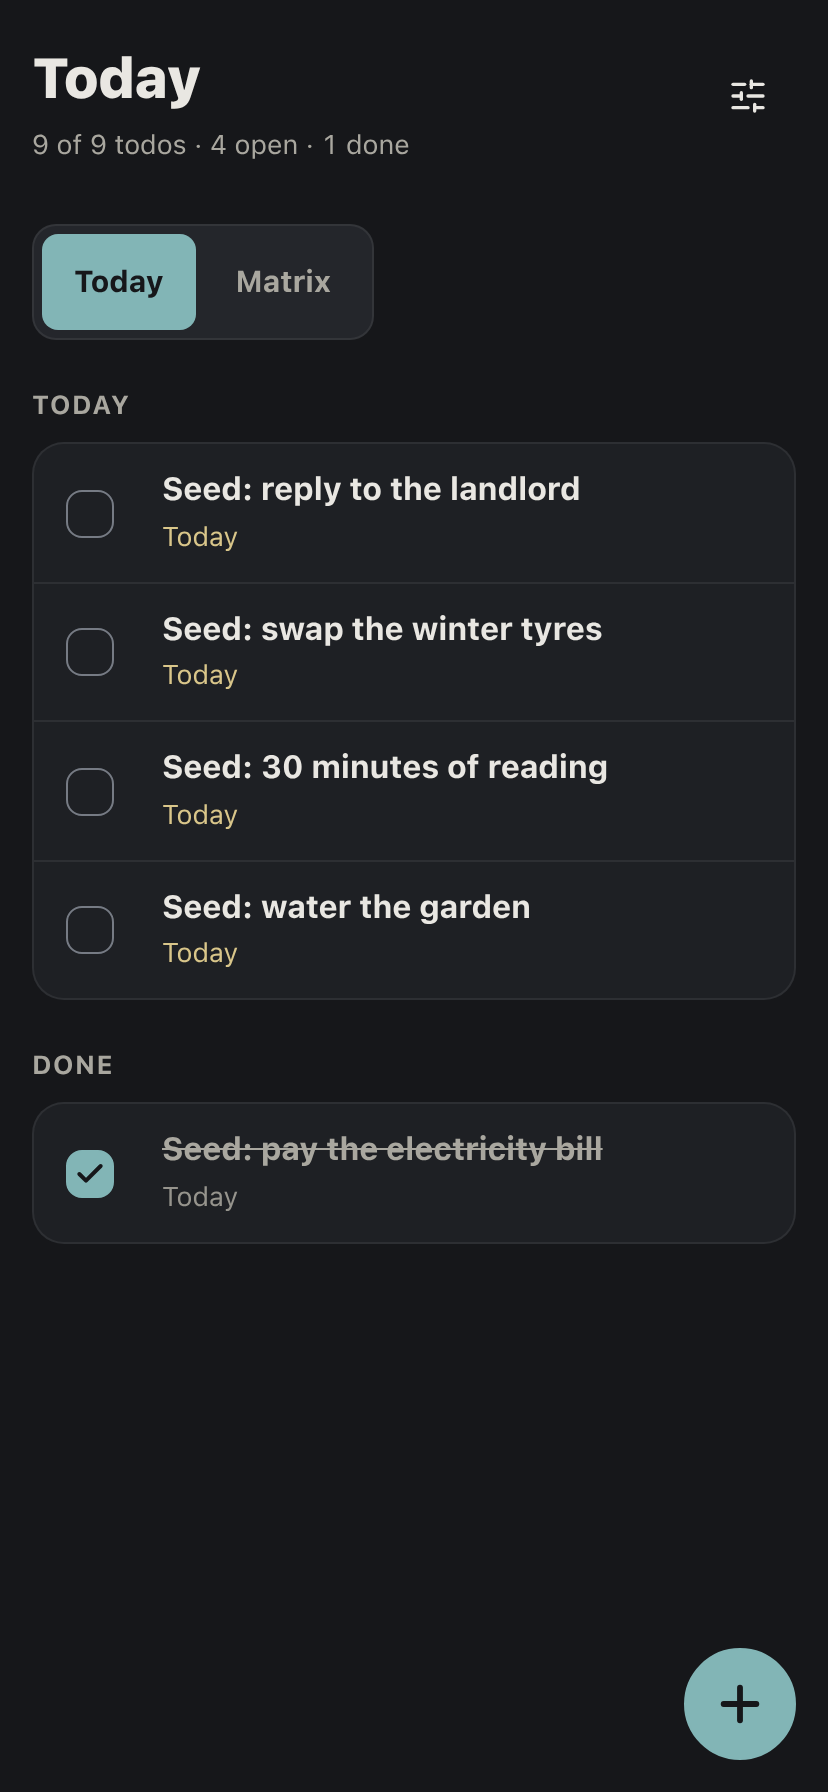 Today
9 of 9 todos · 4 open · 1 done
Today
Matrix
TODAY
Seed: reply to the landlord
Today
Seed: swap the winter tyres
Today
Seed: 30 minutes of reading
Today
Seed: water the garden
Today
DONE
Seed: pay the electricity bill
Today